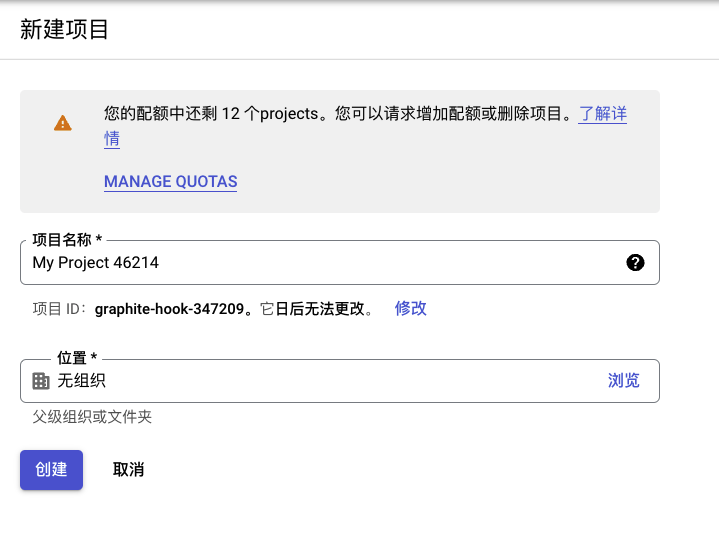 新建项目
您的配额中还剩 12 个projects。您可以请求增加配额或删除项目。了解详
情
MANAGE QUOTAS
项目名称 *
My Project 46214
项目 ID：graphite-hook-347209。它日后无法更改。 修改
位置 *
无组织 浏览
父级组织或文件夹
创建 取消